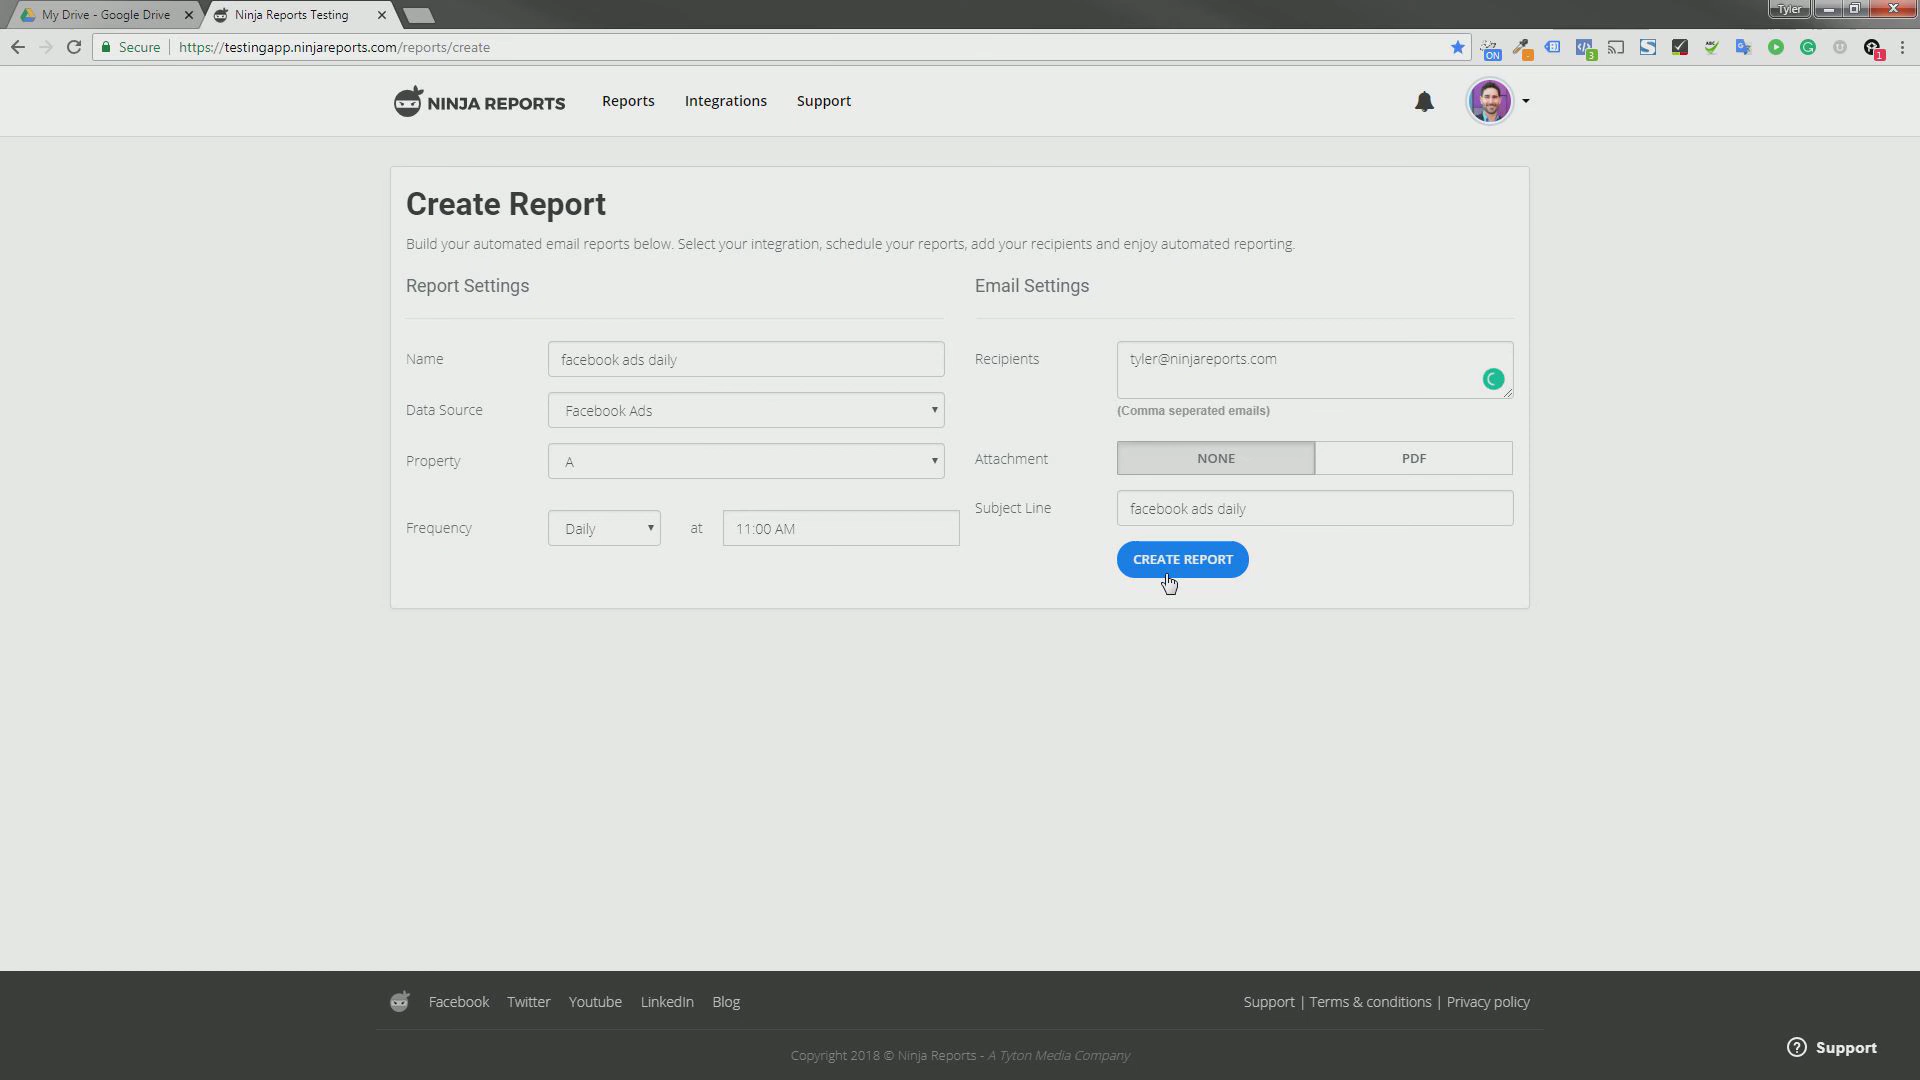 My Drive - Google Drive
Ninja Reports Testing
Tyler
Secure
https://testingapp.ninjareports.com/reports/create
ON
3
1
NINJA REPORTS
Reports
Integrations
Support
Create Report
Build your automated email reports below. Select your integration, schedule your reports, add your recipients and enjoy automated reporting.
Report Settings
Name
facebook ads daily
Data Source
Facebook Ads
Property
A
Frequency
Daily
at
11:00 AM
Email Settings
Recipients
tyler@ninjareports.com
(Comma seperated emails)
Attachment
NONE
PDF
Subject Line
facebook ads daily
CREATE REPORT
Facebook
Twitter
Youtube
LinkedIn
Blog
Support | Terms & conditions | Privacy policy
Copyright 2018 © Ninja Reports - A Tyton Media Company
Support